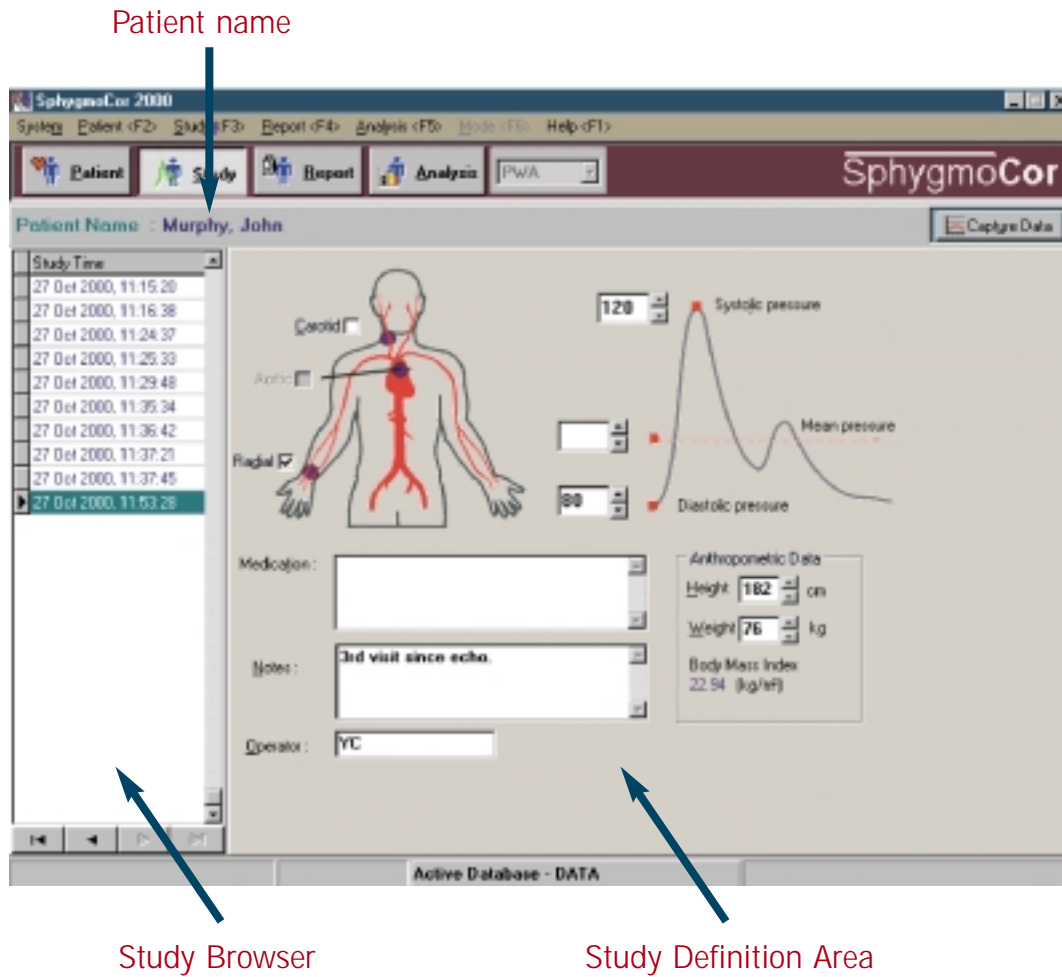 Patient name
SphygmoCor 2000
System Patient <F2> Study <F3> Report <F4> Analysis <F5> Mode <F6> Help <F1>
Patient Study Report Analysis PWA SphygmoCor
Patient Name : Murphy, John Capture Data
Study Time
27 Oct 2000, 11:15:20
27 Oct 2000, 11:16:38
27 Oct 2000, 11:24:37
27 Oct 2000, 11:25:33
27 Oct 2000, 11:29:48
27 Oct 2000, 11:35:34
27 Oct 2000, 11:36:42
27 Oct 2000, 11:37:21
27 Oct 2000, 11:37:45
27 Oct 2000, 11:53:28
Carotid
Aortic
Radial
120 Systolic pressure
Mean pressure
80 Diastolic pressure
Medication :
Notes : 3rd visit since echo.
Operator : YC
Anthropometric Data
Height 182 cm
Weight 76 kg
Body Mass Index
22.94 (kg/m²)
Active Database - DATA
Study Browser
Study Definition Area